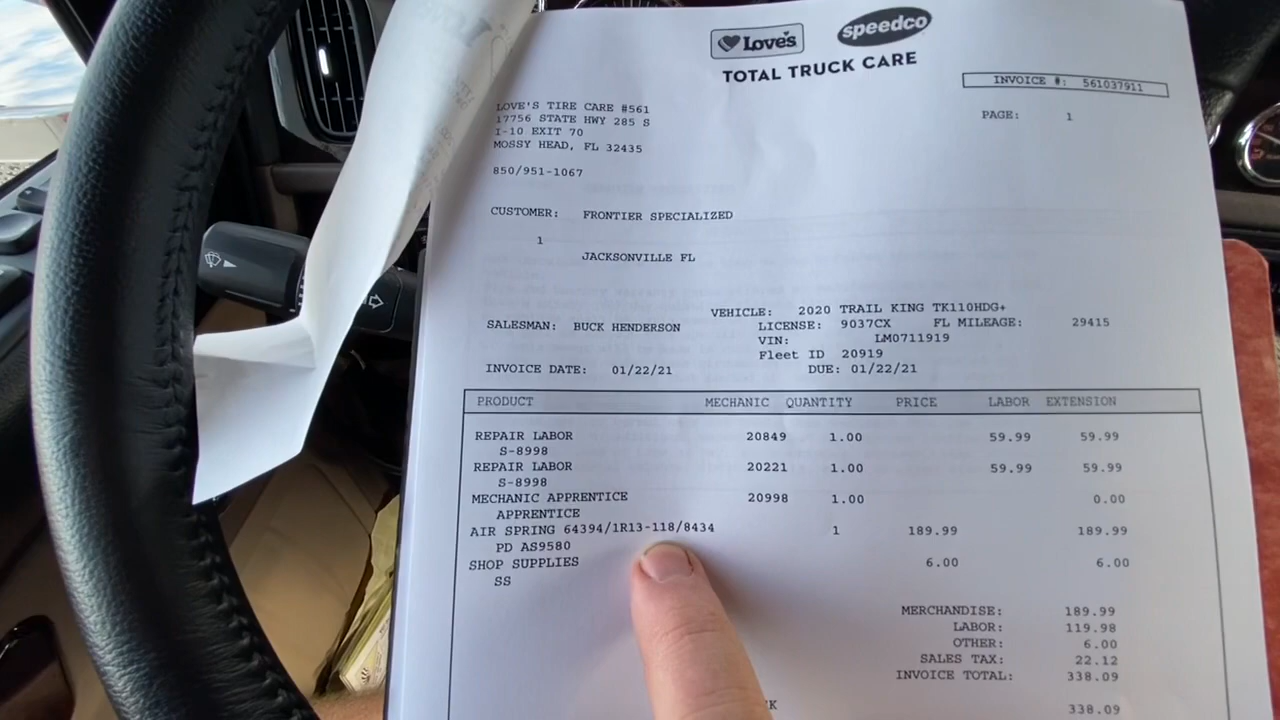 Love's speedco
TOTAL TRUCK CARE
INVOICE #: 561037911
PAGE: 1
LOVE'S TIRE CARE #561
17756 STATE HWY 285 S
I-10 EXIT 70
MOSSY HEAD, FL 32435
850/951-1067
CUSTOMER: FRONTIER SPECIALIZED
1
JACKSONVILLE FL
VEHICLE: 2020 TRAIL KING TK110HDG+
SALESMAN: BUCK HENDERSON LICENSE: 9037CX FL MILEAGE: 29415
VIN: LM0711919
Fleet ID 20919
INVOICE DATE: 01/22/21 DUE: 01/22/21
PRODUCT MECHANIC QUANTITY PRICE LABOR EXTENSION
REPAIR LABOR 20849 1.00 59.99 59.99
S-8998
REPAIR LABOR 20221 1.00 59.99 59.99
S-8998
MECHANIC APPRENTICE 20998 1.00 0.00
APPRENTICE
AIR SPRING 64394/1R13-118/8434 1 189.99 189.99
PD AS9580
SHOP SUPPLIES 6.00 6.00
SS
MERCHANDISE: 189.99
LABOR: 119.98
OTHER: 6.00
SALES TAX: 22.12
INVOICE TOTAL: 338.09
338.09